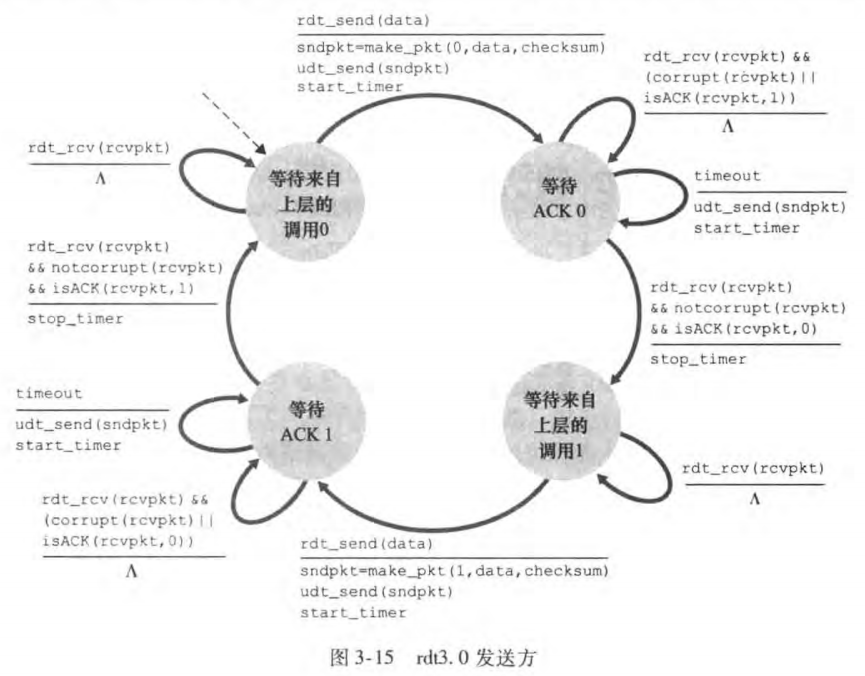 rdt_send(data)
sndpkt=make_pkt(0,data,checksum)
udt_send(sndpkt)
start_timer
rdt_rcv(rcvpkt) &&
(corrupt(rcvpkt)||
isACK(rcvpkt,1))
Λ
rdt_rcv(rcvpkt)
Λ
等待来自
上层的
调用0
等待
ACK 0
timeout
udt_send(sndpkt)
start_timer
rdt_rcv(rcvpkt)
&& notcorrupt(rcvpkt)
&& isACK(rcvpkt,1)
stop_timer
rdt_rcv(rcvpkt)
&& notcorrupt(rcvpkt)
&& isACK(rcvpkt,0)
stop_timer
timeout
udt_send(sndpkt)
start_timer
等待
ACK 1
等待来自
上层的
调用1
rdt_rcv(rcvpkt)
Λ
rdt_rcv(rcvpkt) &&
(corrupt(rcvpkt)||
isACK(rcvpkt,0))
Λ
rdt_send(data)
sndpkt=make_pkt(1,data,checksum)
udt_send(sndpkt)
start_timer
图 3-15 rdt3.0 发送方